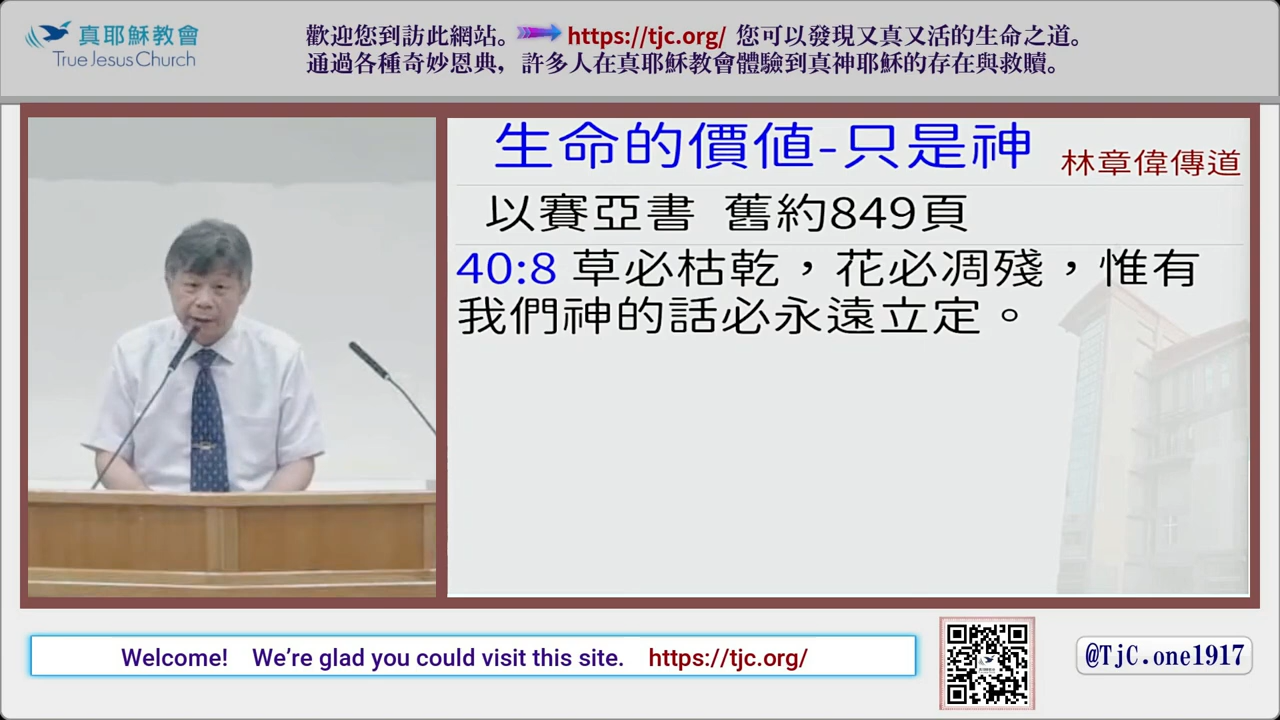 真耶穌教會
True Jesus Church
歡迎您到訪此網站。 https://tjc.org/ 您可以發現又真又活的生命之道。
通過各種奇妙恩典，許多人在真耶穌教會體驗到真神耶穌的存在與救贖。
生命的價值-只是神 林章偉傳道
以賽亞書 舊約849頁
40:8 草必枯乾，花必凋殘，惟有
我們神的話必永遠立定。
Welcome! We’re glad you could visit this site. https://tjc.org/
@TjC.one1917